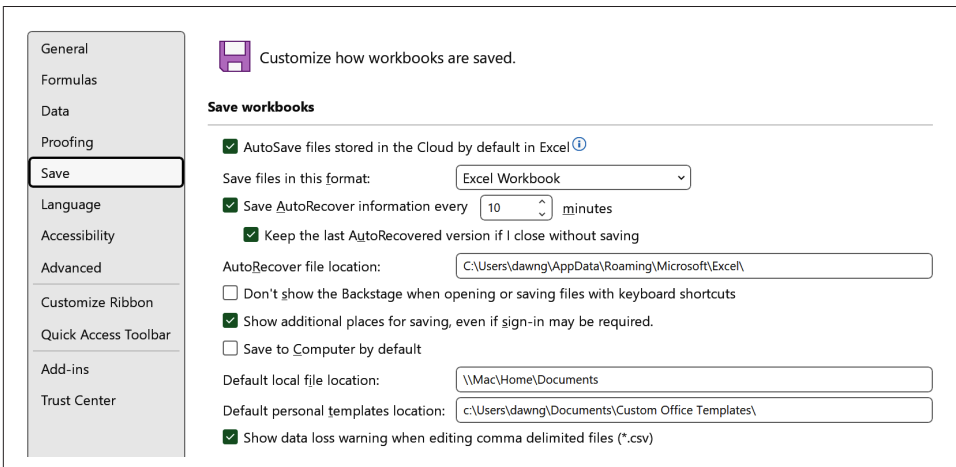 General
Formulas
Data
Proofing
Save
Language
Accessibility
Advanced
Customize Ribbon
Quick Access Toolbar
Add-ins
Trust Center
Customize how workbooks are saved.
Save workbooks
AutoSave files stored in the Cloud by default in Excel
Save files in this format: Excel Workbook
Save AutoRecover information every 10 minutes
Keep the last AutoRecovered version if I close without saving
AutoRecover file location: C:\Users\dawng\AppData\Roaming\Microsoft\Excel\
Don't show the Backstage when opening or saving files with keyboard shortcuts
Show additional places for saving, even if sign-in may be required.
Save to Computer by default
Default local file location: \\Mac\Home\Documents
Default personal templates location: c:\Users\dawng\Documents\Custom Office Templates\
Show data loss warning when editing comma delimited files (*.csv)